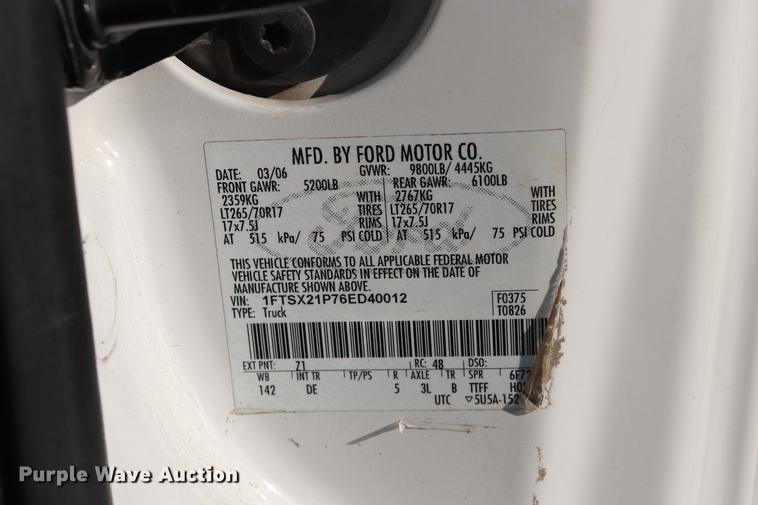 MFD. BY FORD MOTOR CO.
DATE: 03/06 GVWR: 9800LB/ 4445KG
FRONT GAWR: 5200LB REAR GAWR: 6100LB
2359KG WITH 2767KG WITH
LT265/70R17 TIRES LT265/70R17 TIRES
17x7.5J RIMS 17x7.5J RIMS
AT 515 kPa/ 75 PSI COLD AT 515 kPa/ 75 PSI COLD
Ford
THIS VEHICLE CONFORMS TO ALL APPLICABLE FEDERAL MOTOR
VEHICLE SAFETY STANDARDS IN EFFECT ON THE DATE OF
MANUFACTURE SHOWN ABOVE.
VIN: 1FTSX21P76ED40012 F0375
TYPE: Truck T0826
EXT PNT: Z1 RC: 48 DSO:
WB INT TR TP/PS R AXLE TR SPR 6F72
142 DE 5 3L B TTFF
UTC ▽5U5A-152
Purple Wave Auction